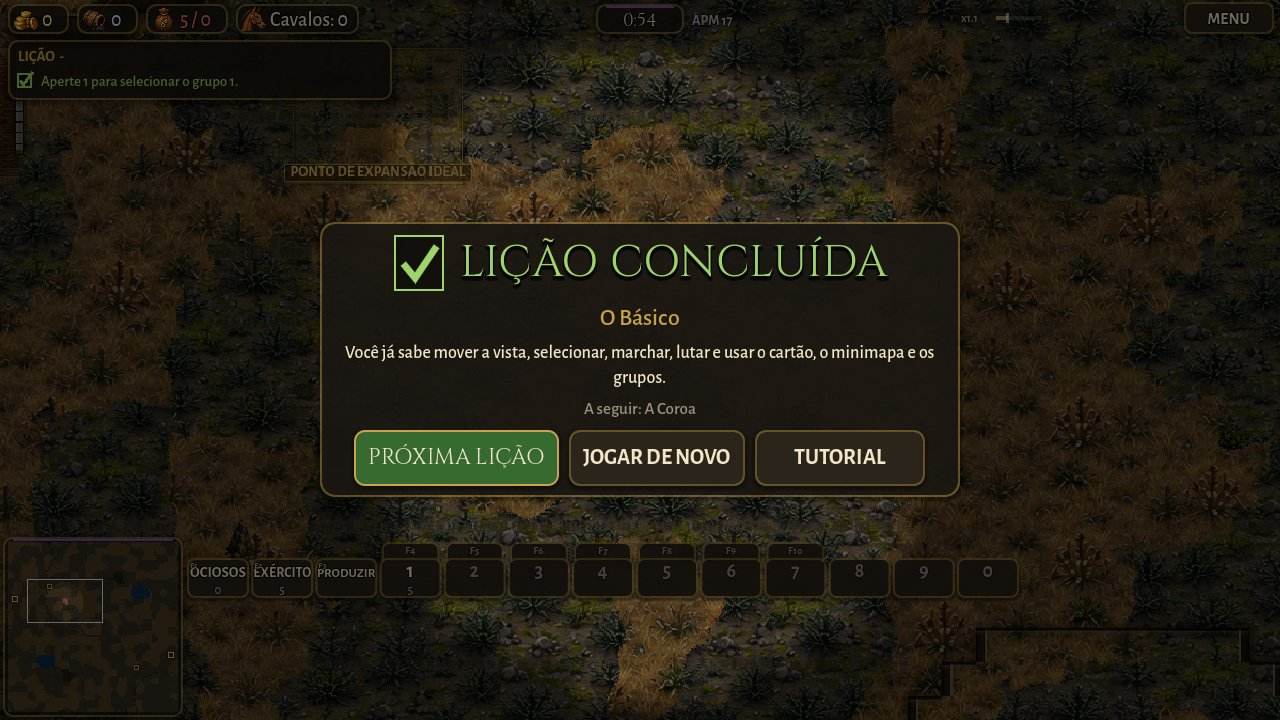 0
0
5 / 0
Cavalos: 0
0:54
APM 17
x1.1
MENU
LIÇÃO -
Aperte 1 para selecionar o grupo 1.
PONTO DE EXPANSÃO IDEAL
LIÇÃO CONCLUÍDA
O Básico
Você já sabe mover a vista, selecionar, marchar, lutar e usar o cartão, o minimapa e os
grupos.
A seguir: A Coroa
PRÓXIMA LIÇÃO
JOGAR DE NOVO
TUTORIAL
F4
F5
F6
F7
F8
F9
F10
OCIOSOS
EXÉRCITO
PRODUZIR
1
2
3
4
5
6
7
8
9
0
0
5
5